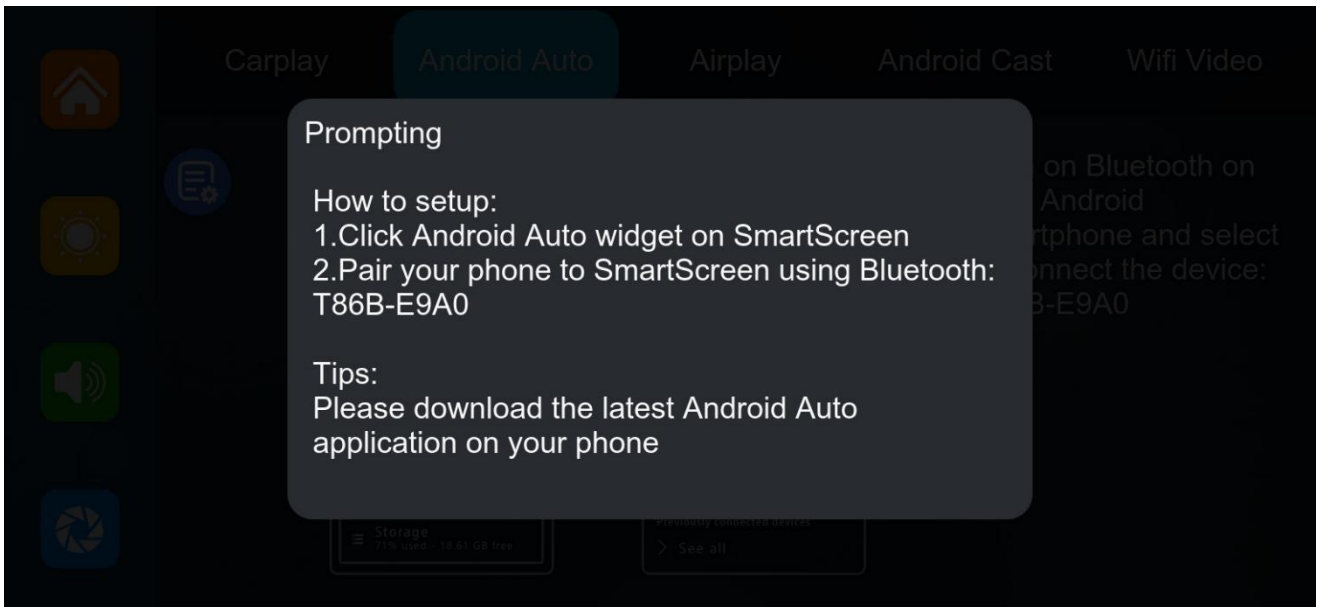 Carplay
Android Auto
Airplay
Android Cast
Wifi Video
Prompting
How to setup:
1.Click Android Auto widget on SmartScreen
2.Pair your phone to SmartScreen using Bluetooth:
T86B-E9A0
Tips:
Please download the latest Android Auto
application on your phone
on Bluetooth on
Android
and select
the device:
-E9A0
Storage
71% used - 18.61 GB free
Previously connected devices
See all